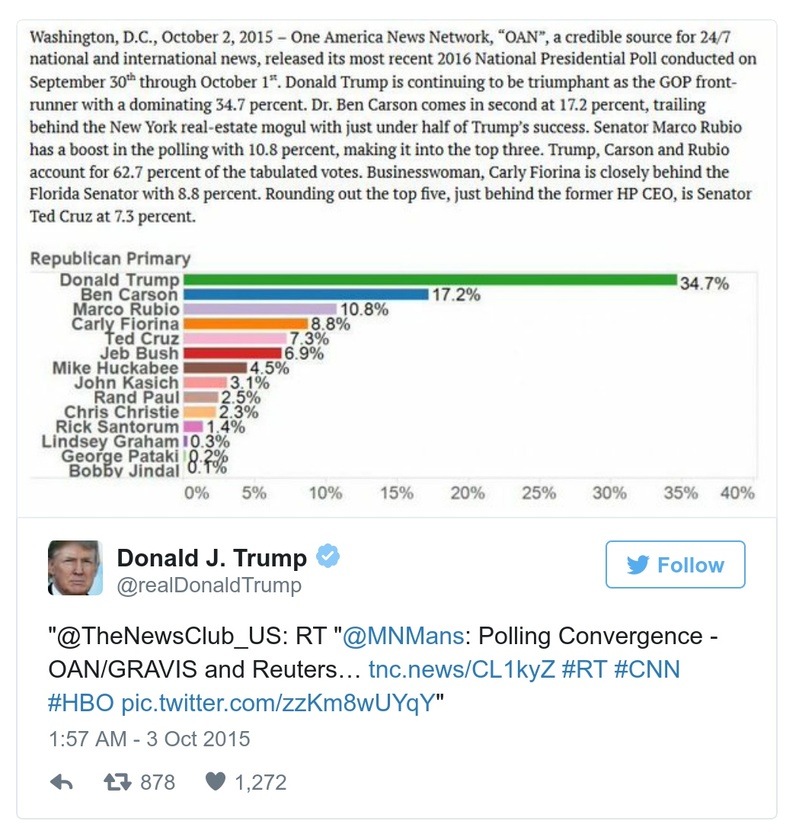 Washington, D.C., October 2, 2015 – One America News Network, “OAN”, a credible source for 24/7
national and international news, released its most recent 2016 National Presidential Poll conducted on
September 30th through October 1st. Donald Trump is continuing to be triumphant as the GOP front-
runner with a dominating 34.7 percent. Dr. Ben Carson comes in second at 17.2 percent, trailing
behind the New York real-estate mogul with just under half of Trump’s success. Senator Marco Rubio
has a boost in the polling with 10.8 percent, making it into the top three. Trump, Carson and Rubio
account for 62.7 percent of the tabulated votes. Businesswoman, Carly Fiorina is closely behind the
Florida Senator with 8.8 percent. Rounding out the top five, just behind the former HP CEO, is Senator
Ted Cruz at 7.3 percent.
Republican Primary
Donald Trump 34.7%
Ben Carson 17.2%
Marco Rubio 10.8%
Carly Fiorina 8.8%
Ted Cruz 7.3%
Jeb Bush 6.9%
Mike Huckabee 4.5%
John Kasich 3.1%
Rand Paul 2.5%
Chris Christie 2.3%
Rick Santorum 1.4%
Lindsey Graham 0.3%
George Pataki 0.2%
Bobby Jindal 0.1%
0% 5% 10% 15% 20% 25% 30% 35% 40%
Donald J. Trump
@realDonaldTrump
Follow
"@TheNewsClub_US: RT "@MNMans: Polling Convergence -
OAN/GRAVIS and Reuters… tnc.news/CL1kyZ #RT #CNN
#HBO pic.twitter.com/zzKm8wUYqY"
1:57 AM - 3 Oct 2015
878 1,272